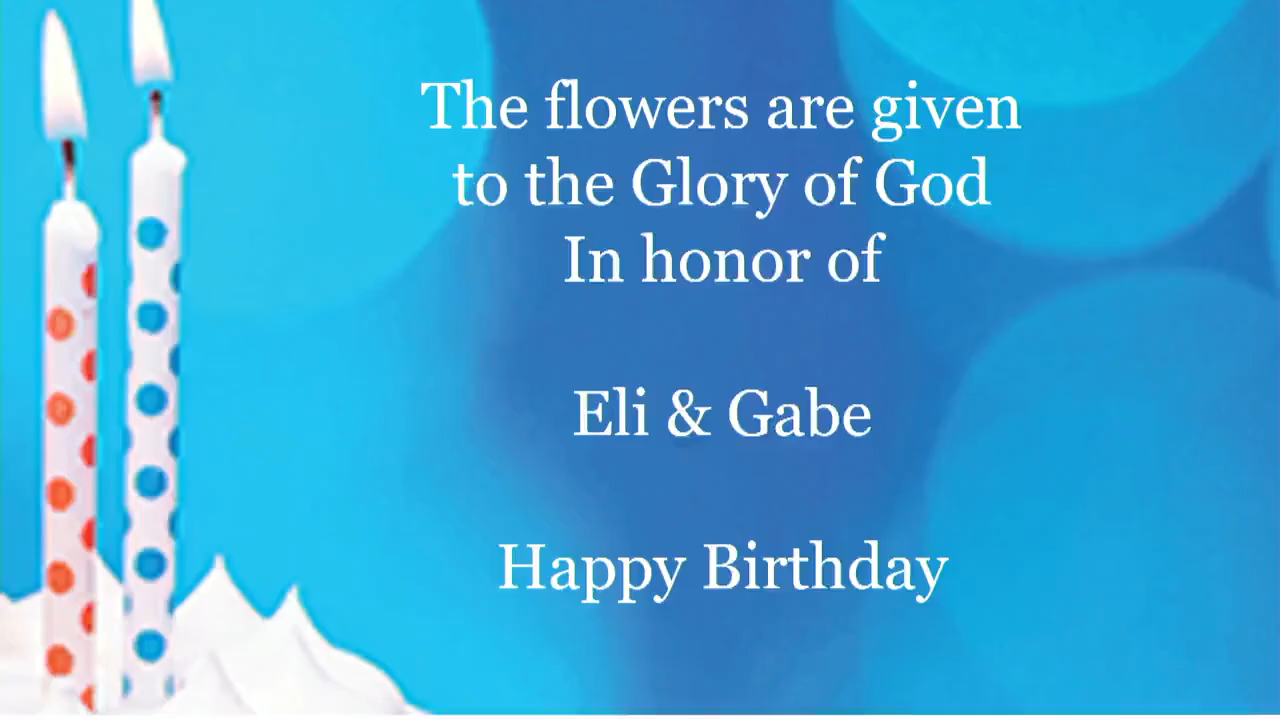 The flowers are given
to the Glory of God
In honor of
Eli & Gabe
Happy Birthday